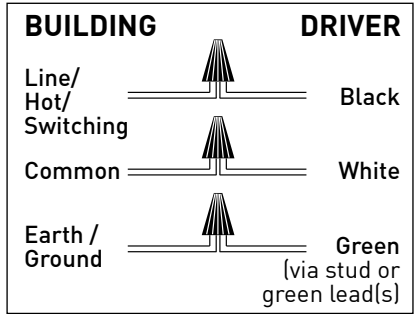 BUILDING DRIVER
Line/
Hot/
Switching
Black
Common White
Earth /
Ground
Green
(via stud or
green lead(s)